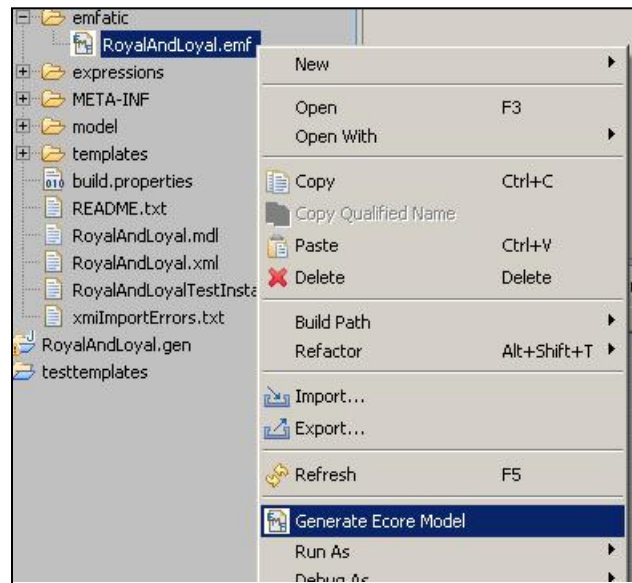 emfatic
RoyalAndLoyal.emf
expressions
META-INF
model
templates
build.properties
README.txt
RoyalAndLoyal.mdl
RoyalAndLoyal.xml
RoyalAndLoyalTestInsta
xmiImportErrors.txt
RoyalAndLoyal.gen
testtemplates
New
Open F3
Open With
Copy Ctrl+C
Copy Qualified Name
Paste Ctrl+V
Delete Delete
Build Path
Refactor Alt+Shift+T
Import...
Export...
Refresh F5
Generate Ecore Model
Run As
Debug As